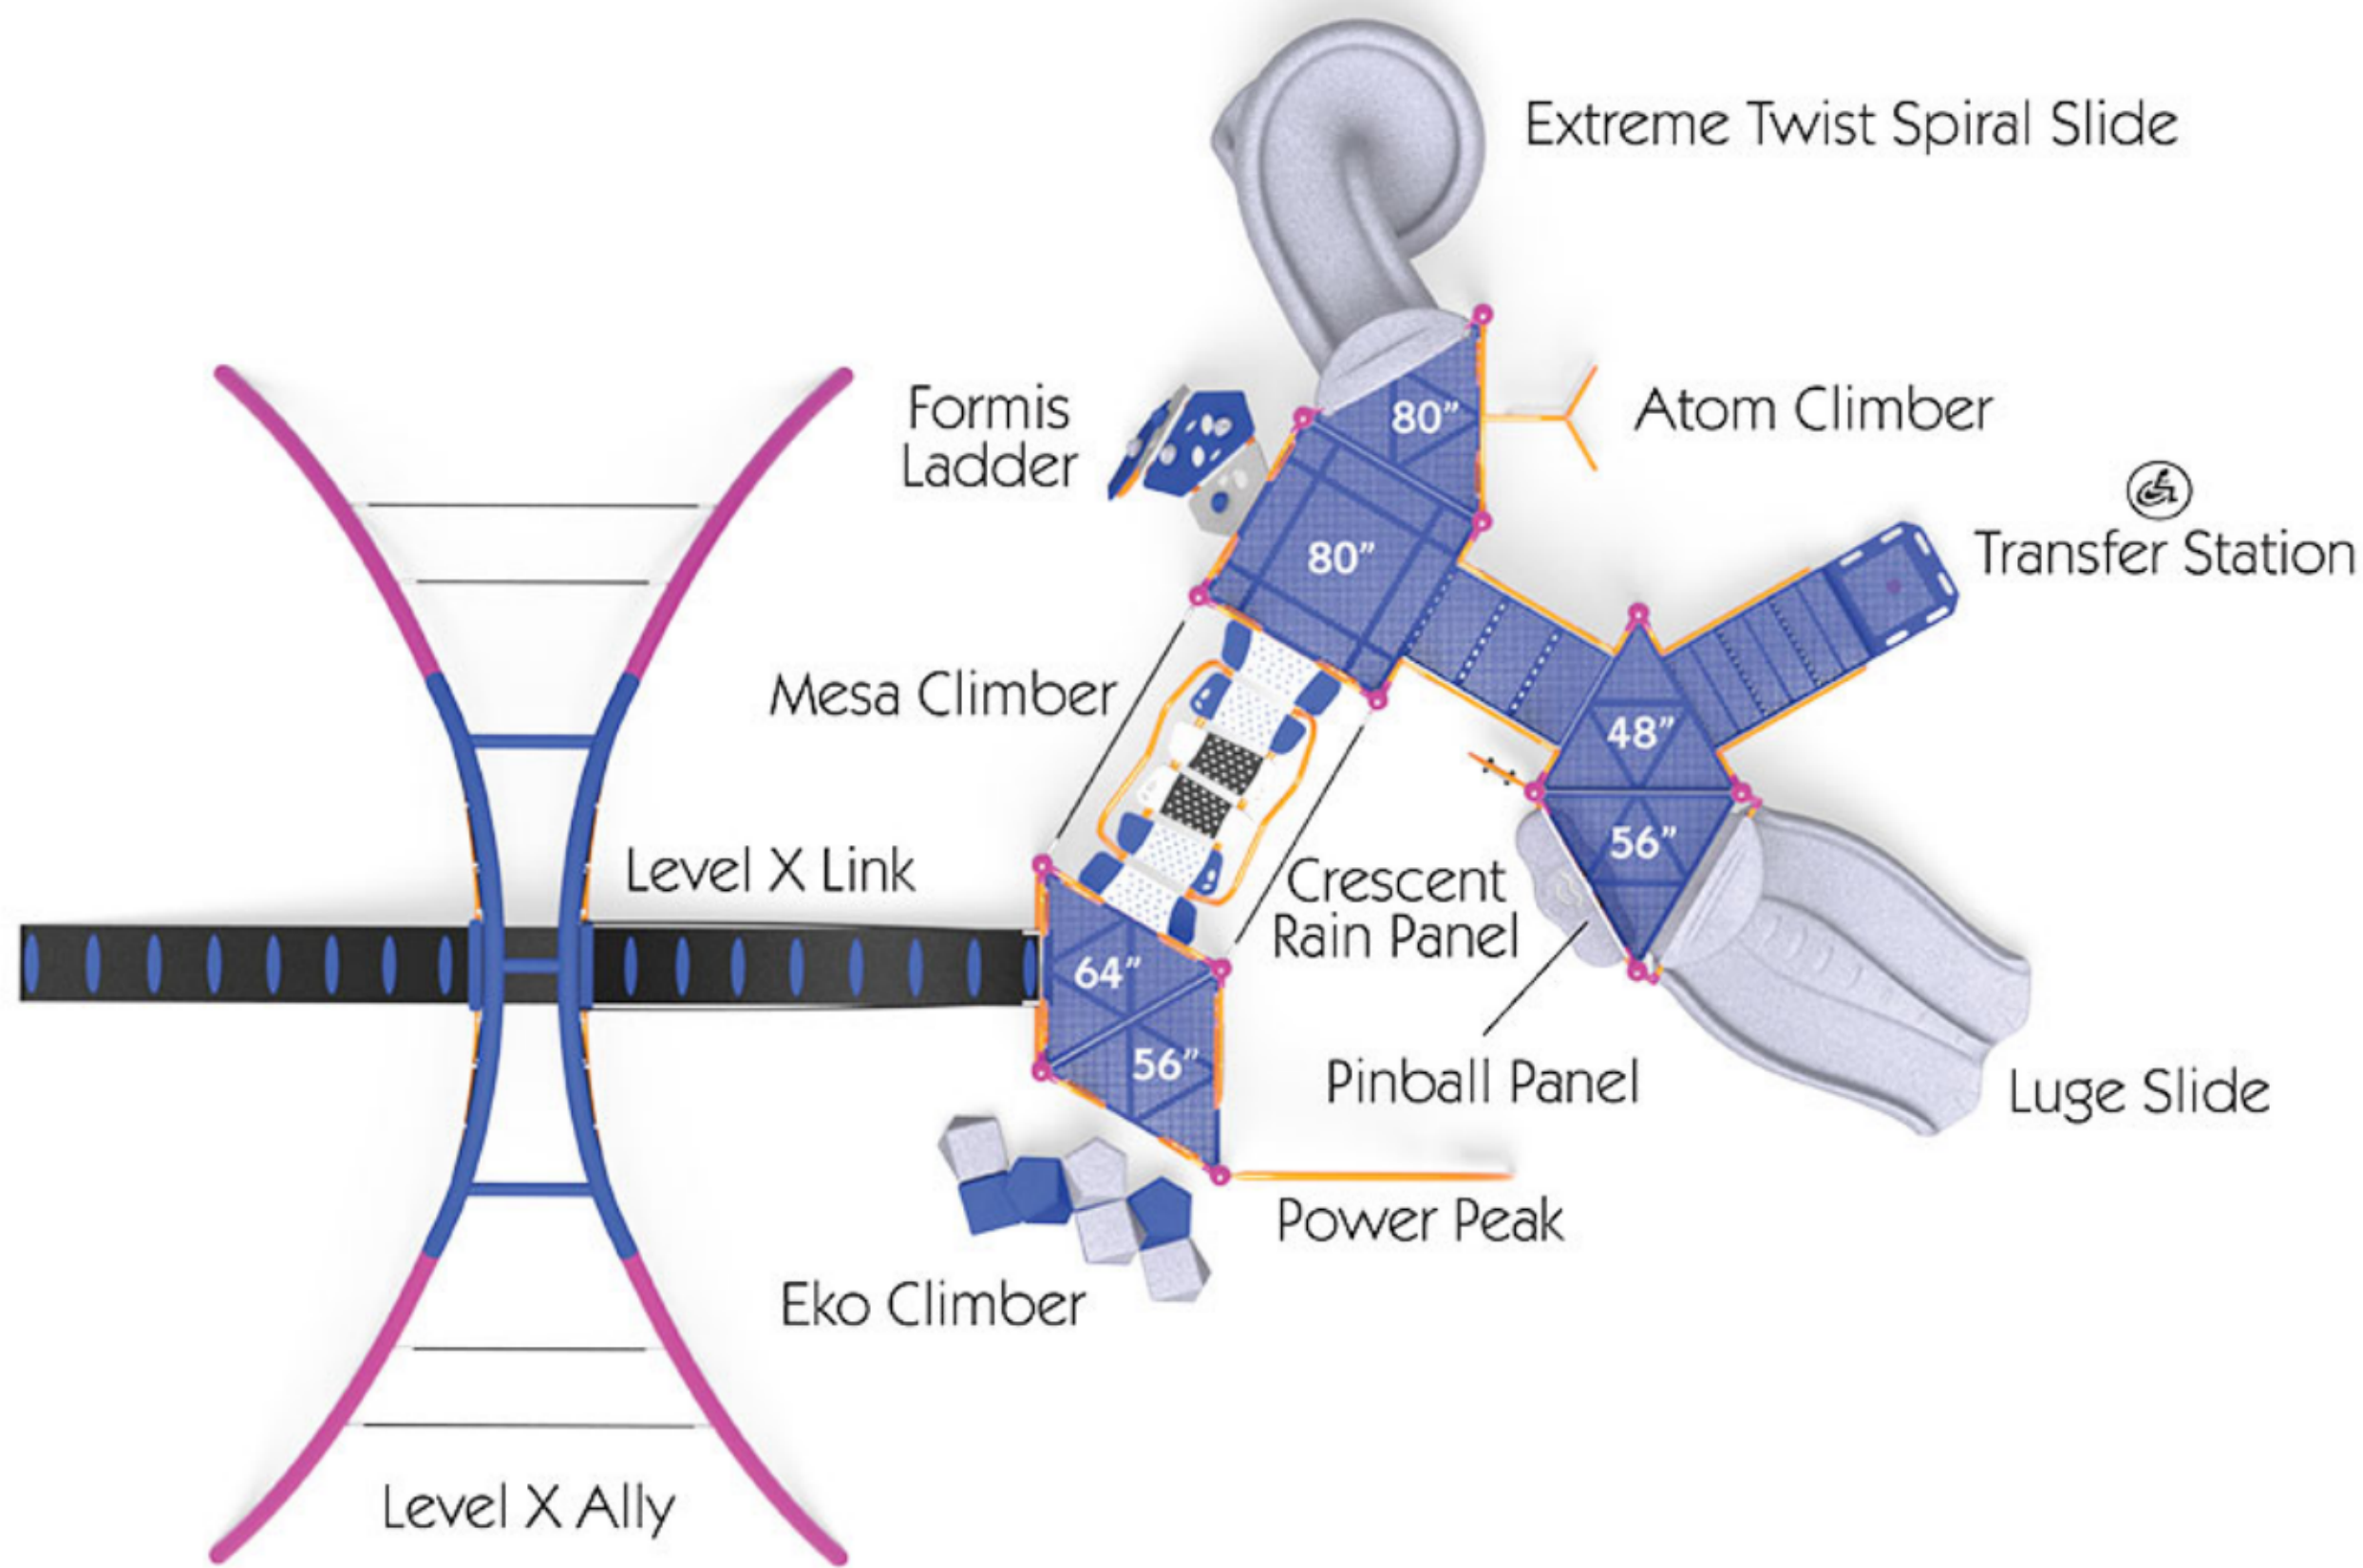 Extreme Twist Spiral Slide
Formis
Ladder
80”
Atom Climber
80”
Transfer Station
Mesa Climber
48”
Level X Link
56”
Crescent
Rain Panel
64”
56”
Pinball Panel
Luge Slide
Power Peak
Eko Climber
Level X Ally